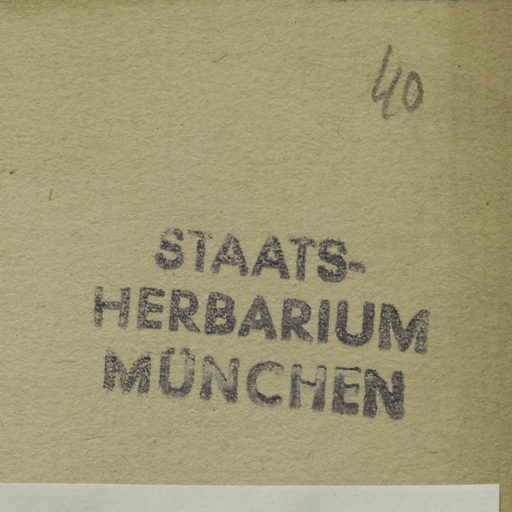 40
STAATS-
HERBARIUM
MÜNCHEN